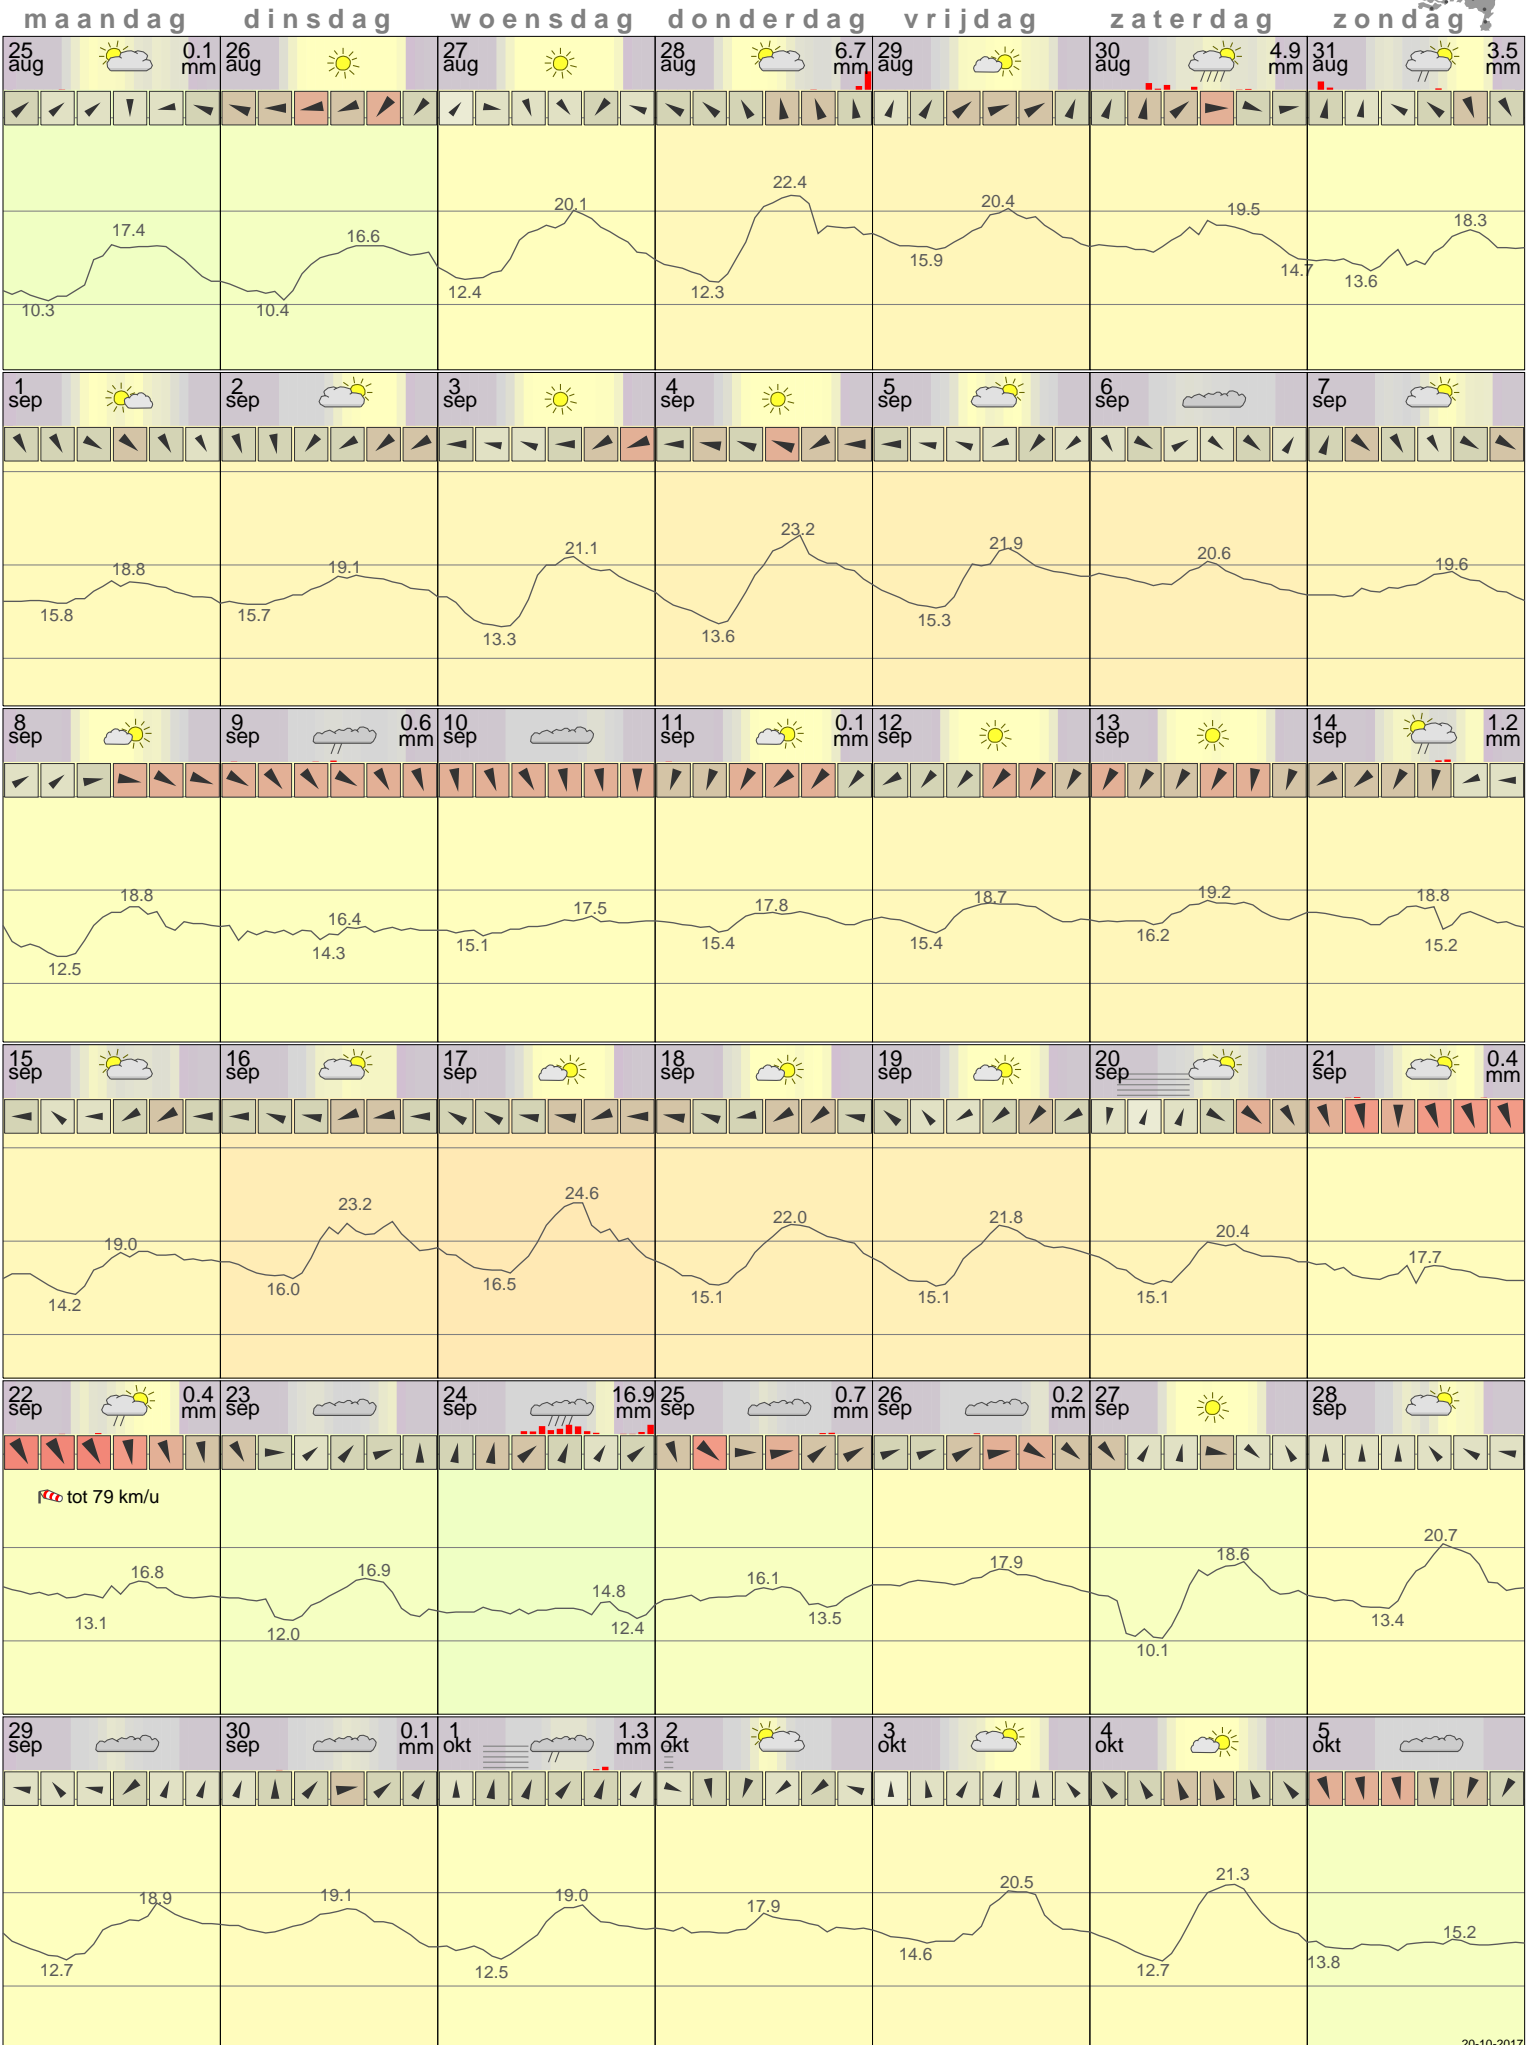 maandag dinsdag woensdag donderdag vrijdag zaterdag zondag
25 aug 0.1 mm 26 aug 27 aug 28 aug 6.7 mm 29 aug 30 aug 4.9 mm 31 aug 3.5 mm
17.4 10.3 16.6 10.4 20.1 12.4 22.4 12.3 20.4 15.9 19.5 14.7 18.3 13.6
1 sep 2 sep 3 sep 4 sep 5 sep 6 sep 7 sep
18.8 15.8 19.1 15.7 21.1 13.3 23.2 13.6 21.9 15.3 20.6 19.6
8 sep 9 sep 0.6 mm 10 sep 11 sep 0.1 mm 12 sep 13 sep 14 sep 1.2 mm
18.8 12.5 16.4 14.3 17.5 15.1 17.8 15.4 18.7 15.4 19.2 16.2 18.8 15.2
15 sep 16 sep 17 sep 18 sep 19 sep 20 sep 21 sep 0.4 mm
19.0 14.2 23.2 16.0 24.6 16.5 22.0 15.1 21.8 15.1 20.4 15.1 17.7
22 sep 0.4 mm 23 sep 24 sep 16.9 mm 25 sep 0.7 mm 26 sep 0.2 mm 27 sep 28 sep
tot 79 km/u
16.8 13.1 16.9 12.0 14.8 12.4 16.1 13.5 17.9 18.6 10.1 20.7 13.4
29 sep 30 sep 0.1 mm 1 okt 1.3 mm 2 okt 3 okt 4 okt 5 okt
18.9 12.7 19.1 19.0 12.5 17.9 20.5 14.6 21.3 12.7 15.2 13.8
20-10-2017